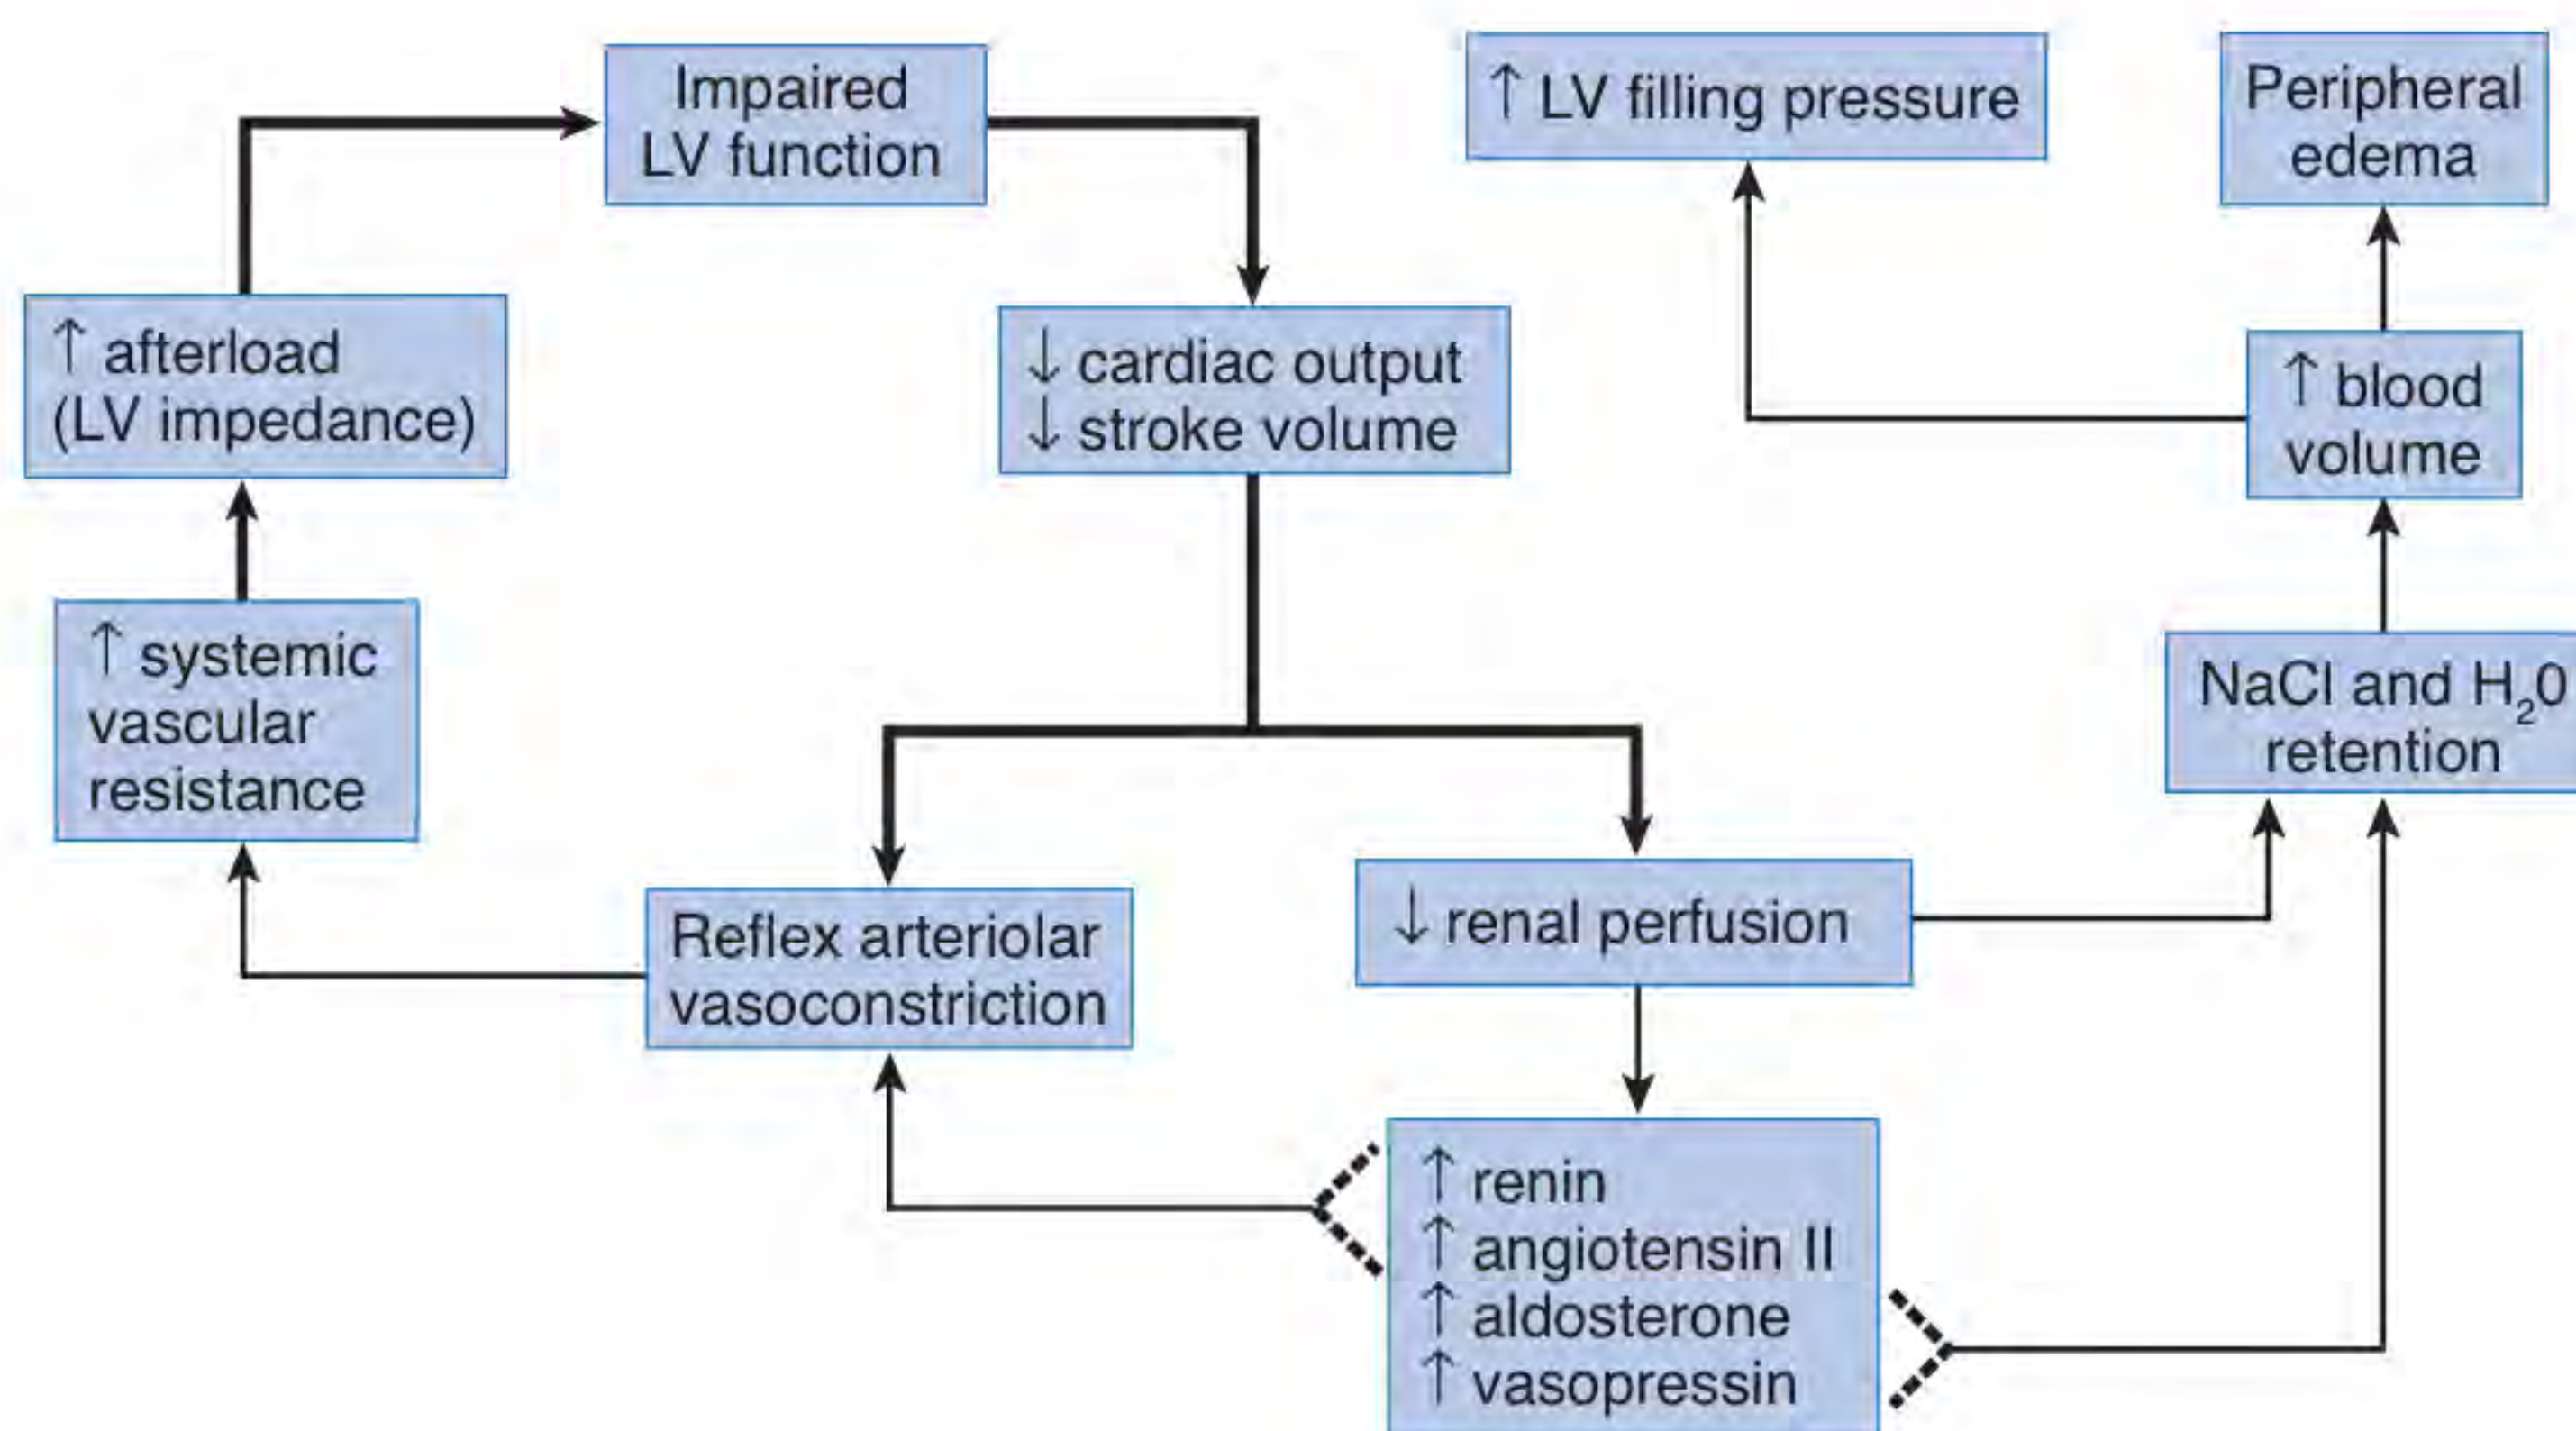 Impaired
LV function
↑ LV filling pressure
Peripheral
edema
↑ afterload
(LV impedance)
↓ cardiac output
↓ stroke volume
↑ blood
volume
↑ systemic
vascular
resistance
NaCl and H₂0
retention
Reflex arteriolar
vasoconstriction
↓ renal perfusion
↑ renin
↑ angiotensin II
↑ aldosterone
↑ vasopressin